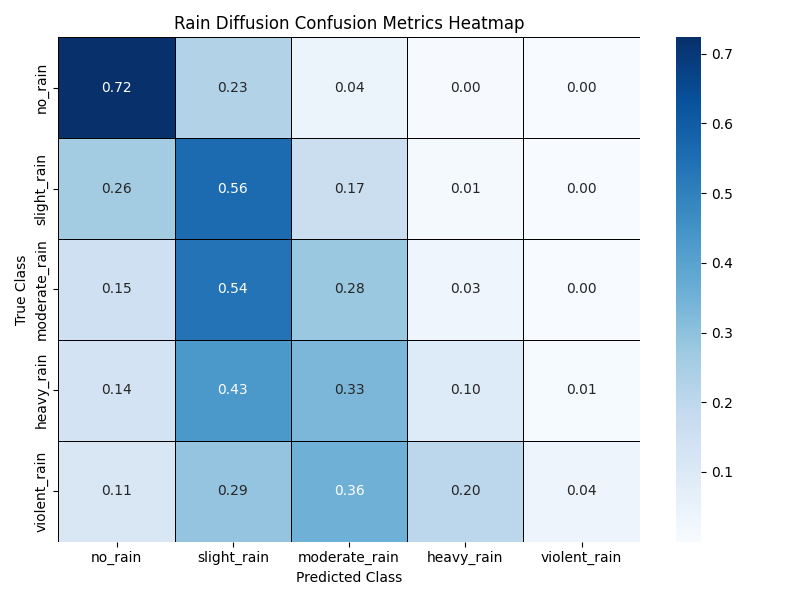 Rain Diffusion Confusion Metrics Heatmap
True Class
no_rain 0.72 0.23 0.04 0.00 0.00
slight_rain 0.26 0.56 0.17 0.01 0.00
moderate_rain 0.15 0.54 0.28 0.03 0.00
heavy_rain 0.14 0.43 0.33 0.10 0.01
violent_rain 0.11 0.29 0.36 0.20 0.04
no_rain slight_rain moderate_rain heavy_rain violent_rain
Predicted Class
0.7
0.6
0.5
0.4
0.3
0.2
0.1